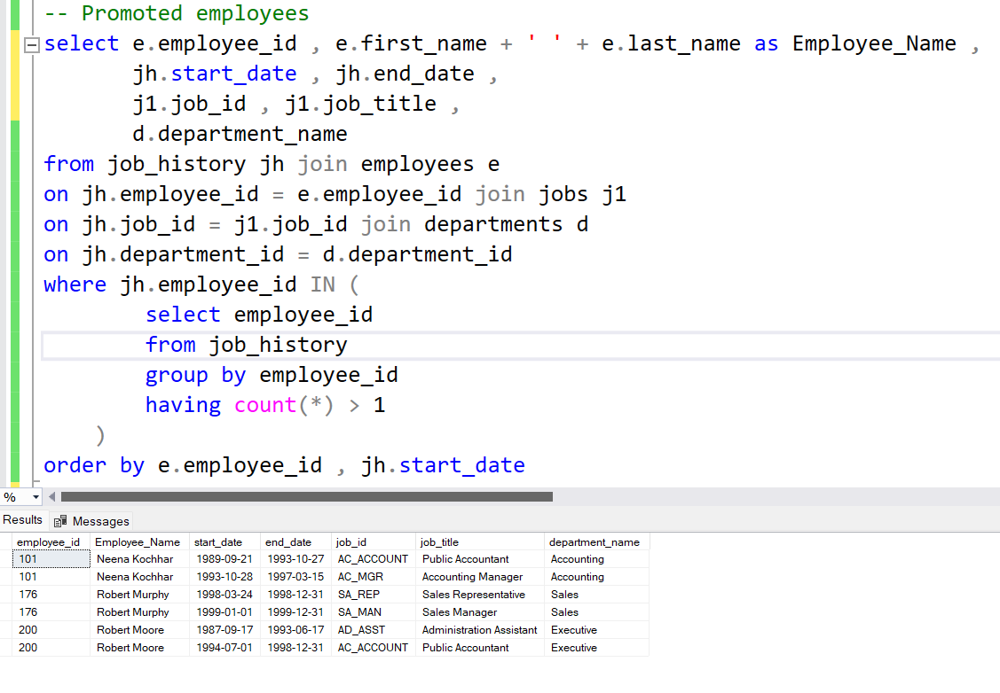 -- Promoted employees
select e.employee_id , e.first_name + ' ' + e.last_name as Employee_Name ,
jh.start_date , jh.end_date ,
j1.job_id , j1.job_title ,
d.department_name
from job_history jh join employees e
on jh.employee_id = e.employee_id join jobs j1
on jh.job_id = j1.job_id join departments d
on jh.department_id = d.department_id
where jh.employee_id IN (
select employee_id
from job_history
group by employee_id
having count(*) > 1
)
order by e.employee_id , jh.start_date
%
Results Messages
employee_id Employee_Name start_date end_date job_id job_title department_name
101 Neena Kochhar 1989-09-21 1993-10-27 AC_ACCOUNT Public Accountant Accounting
101 Neena Kochhar 1993-10-28 1997-03-15 AC_MGR Accounting Manager Accounting
176 Robert Murphy 1998-03-24 1998-12-31 SA_REP Sales Representative Sales
176 Robert Murphy 1999-01-01 1999-12-31 SA_MAN Sales Manager Sales
200 Robert Moore 1987-09-17 1993-06-17 AD_ASST Administration Assistant Executive
200 Robert Moore 1994-07-01 1998-12-31 AC_ACCOUNT Public Accountant Executive